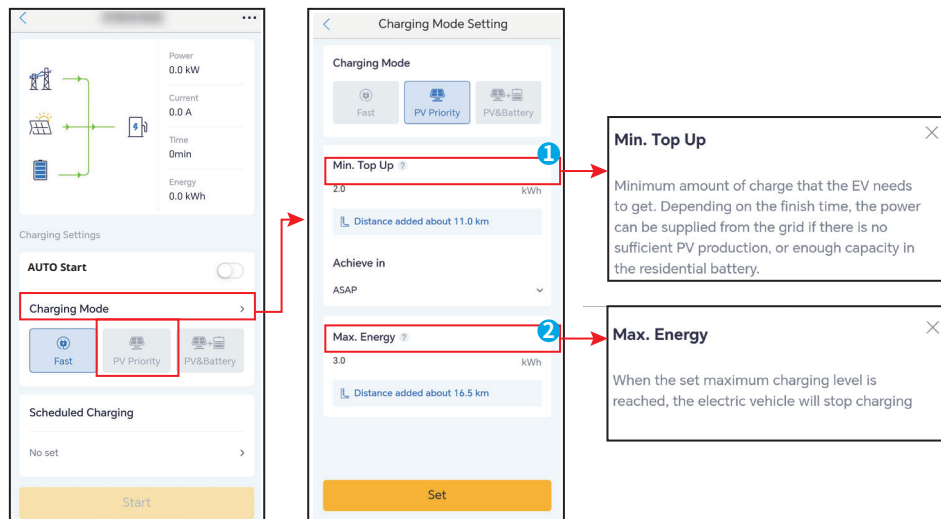 Power
0.0 kW
Current
0.0 A
Time
0min
Energy
0.0 kWh
Charging Settings
AUTO Start
Charging Mode
Fast
PV Priority
PV&Battery
Scheduled Charging
No set
Start
Charging Mode Setting
Charging Mode
Fast
PV Priority
PV&Battery
1
Min. Top Up ?
2.0 kWh
Distance added about 11.0 km
Achieve in
ASAP
2
Max. Energy ?
3.0 kWh
Distance added about 16.5 km
Set
Min. Top Up
Minimum amount of charge that the EV needs
to get. Depending on the finish time, the power
can be supplied from the grid if there is no
sufficient PV production, or enough capacity in
the residential battery.
Max. Energy
When the set maximum charging level is
reached, the electric vehicle will stop charging